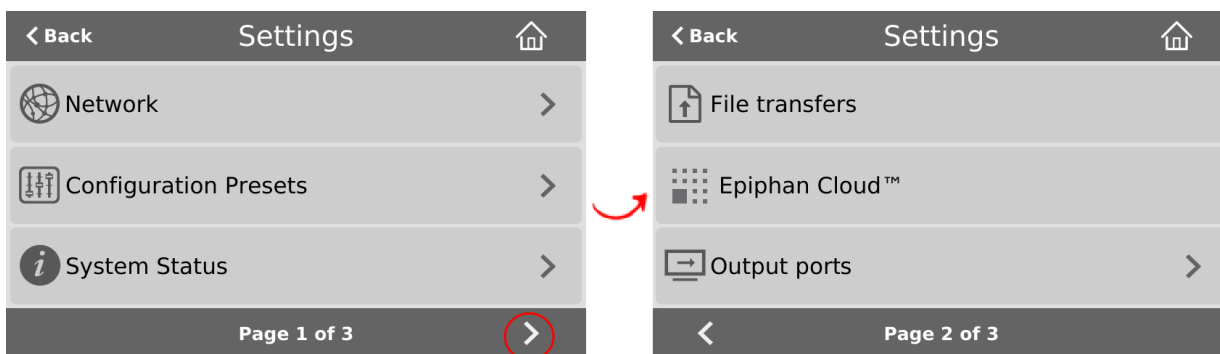 Back Settings
Network
Configuration Presets
System Status
Page 1 of 3
Back Settings
File transfers
Epiphan Cloud™
Output ports
Page 2 of 3